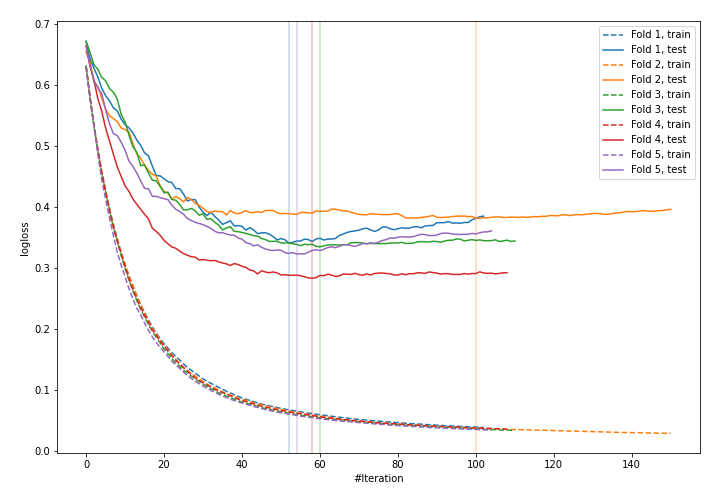 0.7
0.6
0.5
0.4
0.3
0.2
0.1
0.0
logloss
0 20 40 60 80 100 120 140
#Iteration
Fold 1, train
Fold 1, test
Fold 2, train
Fold 2, test
Fold 3, train
Fold 3, test
Fold 4, train
Fold 4, test
Fold 5, train
Fold 5, test